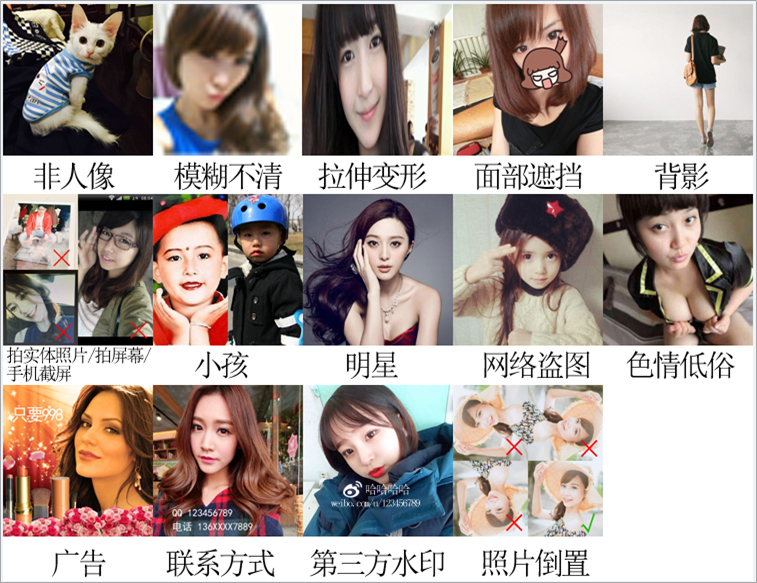 非人像
模糊不清
拉伸变形
面部遮挡
背影
拍实体照片/拍屏幕/
手机截屏
小孩
明星
网络盗图
色情低俗
只要998
QQ 123456789
电话 136XXXX7889
哈哈哈哈
weibo.com/u/123456789
广告
联系方式
第三方水印
照片倒置